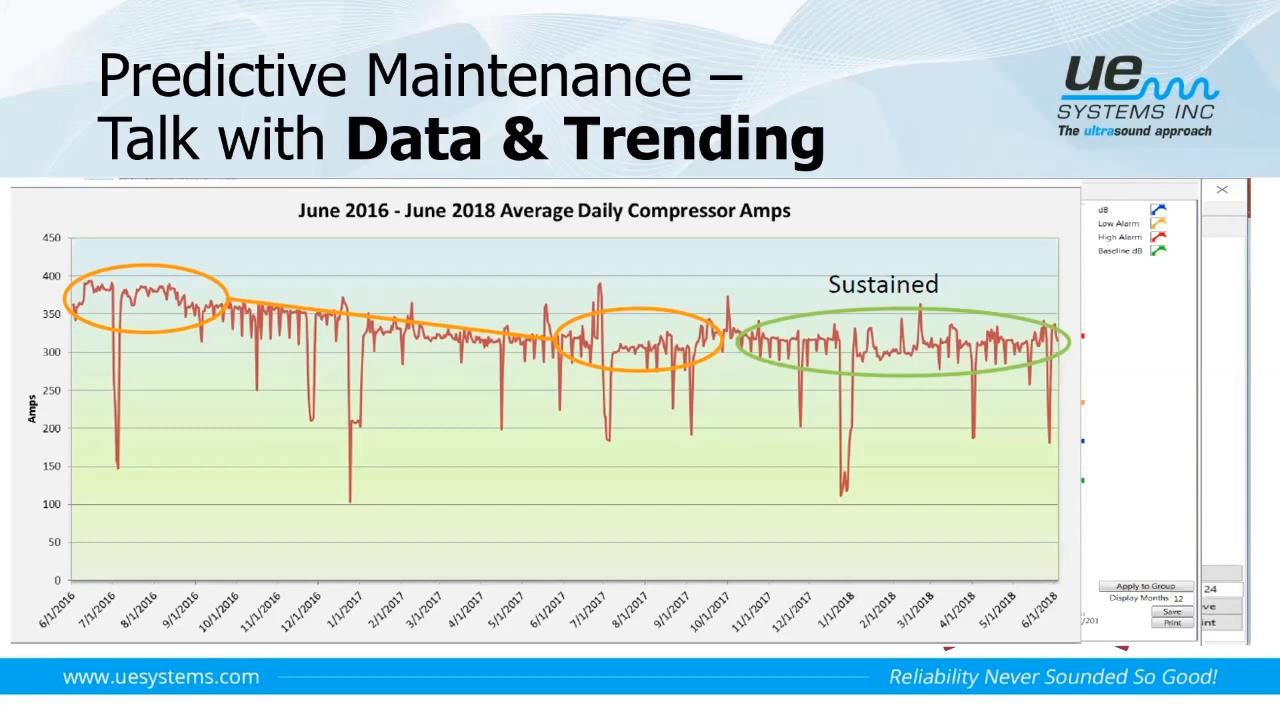 Predictive Maintenance –
Talk with Data & Trending
ue
SYSTEMS INC
The ultrasound approach
June 2016 - June 2018 Average Daily Compressor Amps
450
400
350
300
250
200
150
100
50
0
Amps
Sustained
6/1/2016
7/1/2016
8/1/2016
9/1/2016
10/1/2016
11/1/2016
12/1/2016
1/1/2017
2/1/2017
3/1/2017
4/1/2017
5/1/2017
6/1/2017
7/1/2017
8/1/2017
9/1/2017
10/1/2017
11/1/2017
12/1/2017
1/1/2018
2/1/2018
3/1/2018
4/1/2018
5/1/2018
6/1/2018
dB
Low Alarm
High Alarm
Baseline dB
Apply to Group
Display Months 12
Save
Print
24
www.uesystems.com
Reliability Never Sounded So Good!